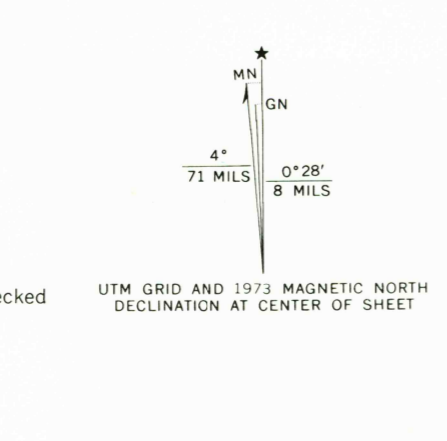 ★
MN
GN
4°
71 MILS
0°28′
8 MILS
ecked
UTM GRID AND 1973 MAGNETIC NORTH
DECLINATION AT CENTER OF SHEET